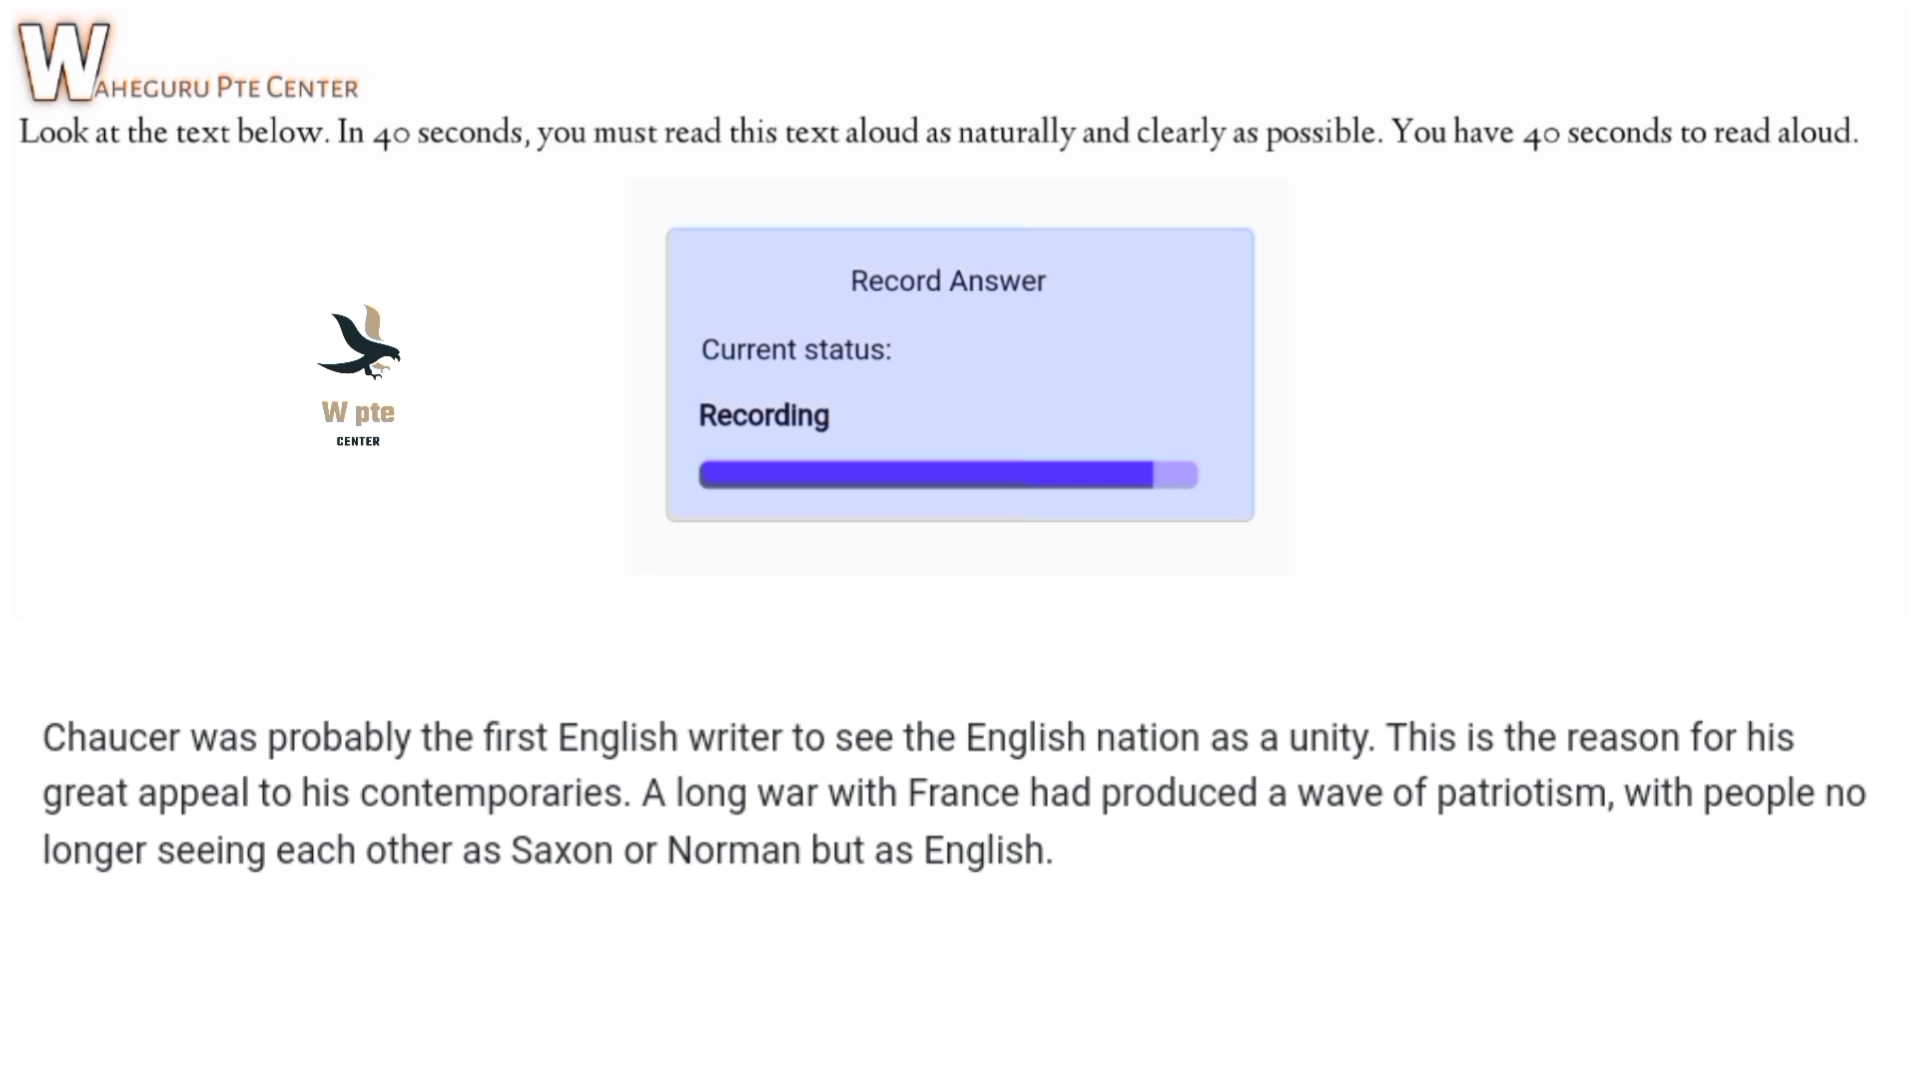 WAHEGURU PTE CENTER
Look at the text below. In 40 seconds, you must read this text aloud as naturally and clearly as possible. You have 40 seconds to read aloud.
Record Answer
Current status:
Recording
W pte
CENTER
Chaucer was probably the first English writer to see the English nation as a unity. This is the reason for his
great appeal to his contemporaries. A long war with France had produced a wave of patriotism, with people no
longer seeing each other as Saxon or Norman but as English.